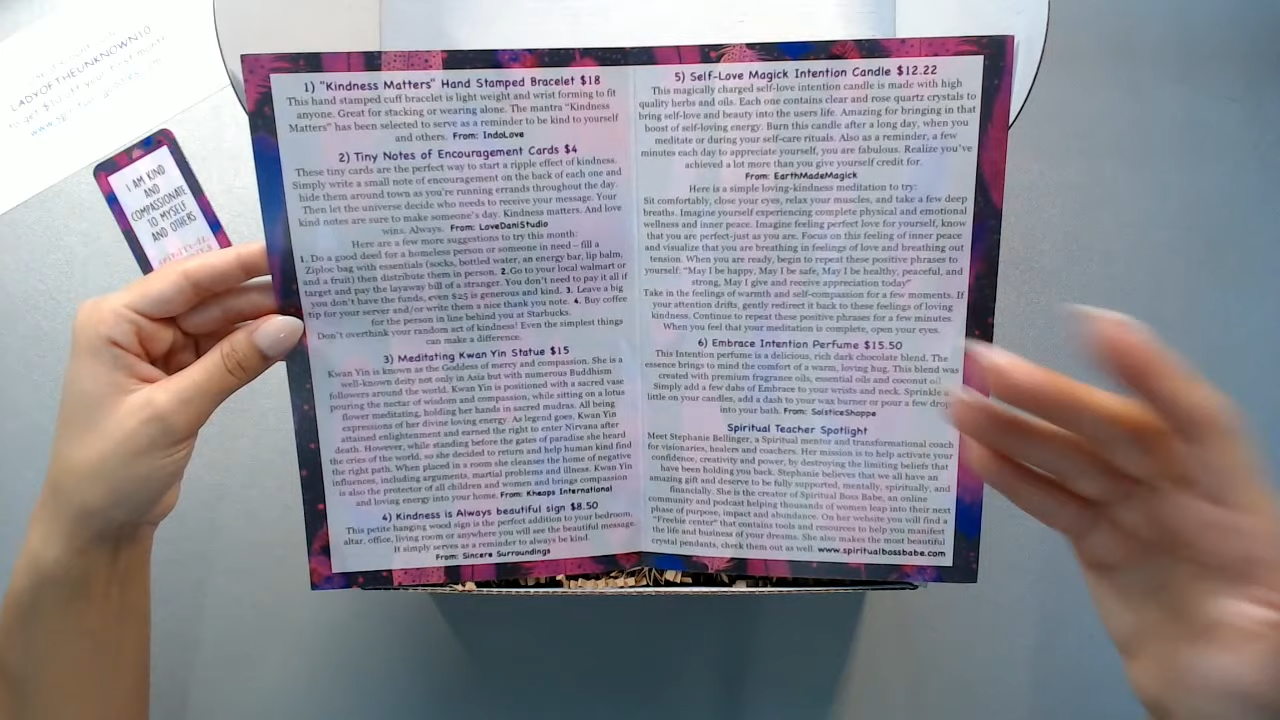 LADYOFTHEUNKNOWN10
I AM KIND
AND
COMPASSIONATE
TO MYSELF
AND OTHERS
1) "Kindness Matters" Hand Stamped Bracelet $18
This hand stamped cuff bracelet is light weight and wrist forming to fit
anyone. Great for stacking or wearing alone. The mantra "Kindness
Matters" has been selected to serve as a reminder to be kind to yourself
and others. From: IndoLove
2) Tiny Notes of Encouragement Cards $4
These tiny cards are the perfect way to start a ripple effect of kindness.
Simply write a small note of encouragement on the back of each one and
hide them around town as you're running errands throughout the day.
Then let the universe decide who needs to receive your message. Your
kind notes are sure to make someone's day. Kindness matters. And love
wins. Always. From: LoveDaniStudio
Here are a few more suggestions to try this month:
1. Do a good deed for a homeless person or someone in need – fill a
Ziploc bag with essentials (socks, bottled water, an energy bar, lip balm,
and a fruit) then distribute them in person. 2.Go to your local walmart or
target and pay the layaway bill of a stranger. You don't need to pay it all if
you don't have the funds, even $25 is generous and kind. 3. Leave a big
tip for your server and/or write them a nice thank you note. 4. Buy coffee
for the person in line behind you at Starbucks.
Don't overthink your random act of kindness! Even the simplest things
can make a difference.
3) Meditating Kwan Yin Statue $15
Kwan Yin is known as the Goddess of mercy and compassion. She is a
well-known deity not only in Asia but with numerous Buddhism
followers around the world. Kwan Yin is positioned with a sacred vase
pouring the nectar of wisdom and compassion, while sitting on a lotus
flower meditating, holding her hands in sacred mudras. All being
expressions of her divine loving energy. As legend goes, Kwan Yin
attained enlightenment and earned the right to enter Nirvana after
death. However, while standing before the gates of paradise she heard
the cries of the world, so she decided to return and help human kind find
the right path. When placed in a room she cleanses the home of negative
influences, including arguments, martial problems and illness. Kwan Yin
is also the protector of all children and women and brings compassion
and loving energy into your home. From: Kheops International
4) Kindness is Always beautiful sign $8.50
This petite hanging wood sign is the perfect addition to your bedroom,
altar, office, living room or anywhere you will see the beautiful message.
It simply serves as a reminder to always be kind.
From: Sincere Surroundings
5) Self-Love Magick Intention Candle $12.22
This magically charged self-love intention candle is made with high
quality herbs and oils. Each one contains clear and rose quartz crystals to
bring self-love and beauty into the users life. Amazing for bringing in that
boost of self-loving energy. Burn this candle after a long day, when you
meditate or during your self-care rituals. Also as a reminder, a few
minutes each day to appreciate yourself, you are fabulous. Realize you've
achieved a lot more than you give yourself credit for.
From: EarthMadeMagick
Here is a simple loving-kindness meditation to try:
Sit comfortably, close your eyes, relax your muscles, and take a few deep
breaths. Imagine yourself experiencing complete physical and emotional
wellness and inner peace. Imagine feeling perfect love for yourself, know
that you are perfect-just as you are. Focus on this feeling of inner peace
and visualize that you are breathing in feelings of love and breathing out
tension. When you are ready, begin to repeat these positive phrases to
yourself: "May I be happy, May I be safe, May I be healthy, peaceful, and
strong, May I give and receive appreciation today"
Take in the feelings of warmth and self-compassion for a few moments. If
your attention drifts, gently redirect it back to these feelings of loving
kindness. Continue to repeat these positive phrases for a few minutes.
When you feel that your meditation is complete, open your eyes.
6) Embrace Intention Perfume $15.50
This Intention perfume is a delicious, rich dark chocolate blend. The
essence brings to mind the comfort of a warm, loving hug. This blend was
created with premium fragrance oils, essential oils and coconut oil
Simply add a few dabs of Embrace to your wrists and neck. Sprinkle a
little on your candles, add a dash to your wax burner or pour a few drop
into your bath. From: SolsticeShoppe
Spiritual Teacher Spotlight
Meet Stephanie Bellinger, a Spiritual mentor and transformational coach
for visionaries, healers and coachers. Her mission is to help activate your
confidence, creativity and power, by destroying the limiting beliefs that
have been holding you back. Stephanie believes that we all have an
amazing gift and deserve to be fully supported, mentally, spiritually, and
financially. She is the creator of Spiritual Boss Babe, an online
community and podcast helping thousands of women leap into their next
phase of purpose, impact and abundance. On her website you will find a
"Freebie center" that contains tools and resources to help you manifest
the life and business of your dreams. She also makes the most beautiful
crystal pendants, check them out as well. www.spiritualbossbabe.com